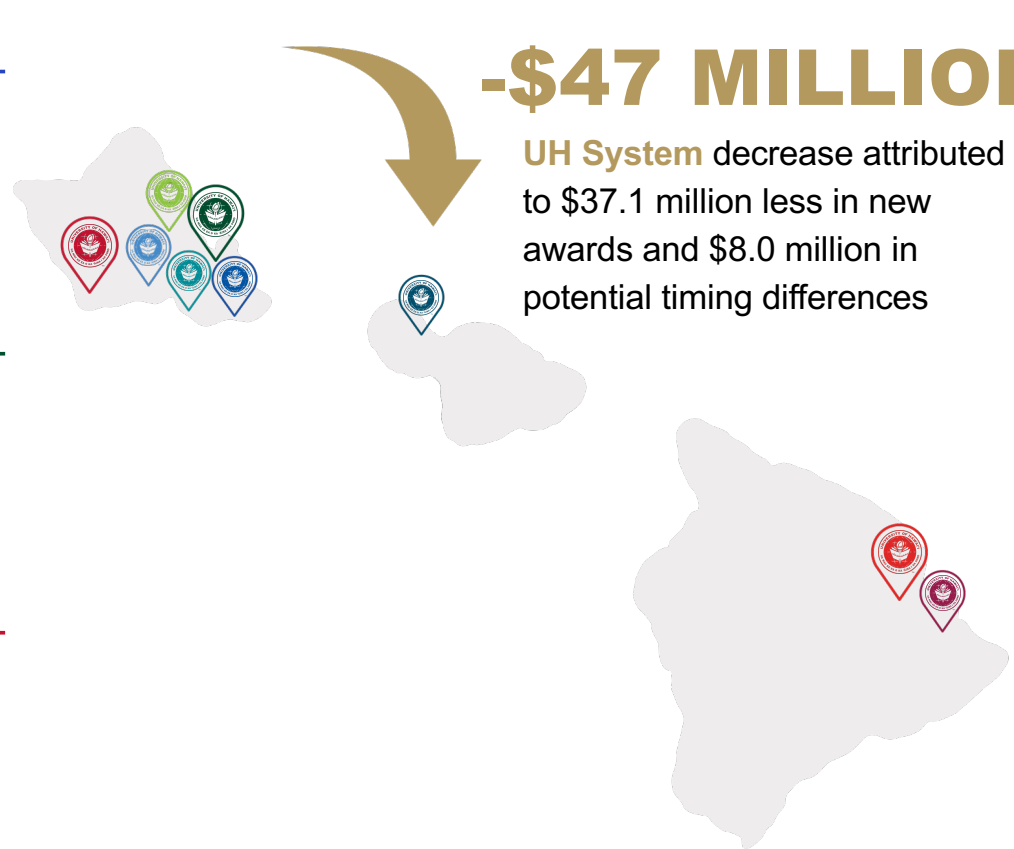 -$47 MILLION
UH System decrease attributed
to $37.1 million less in new
awards and $8.0 million in
potential timing differences